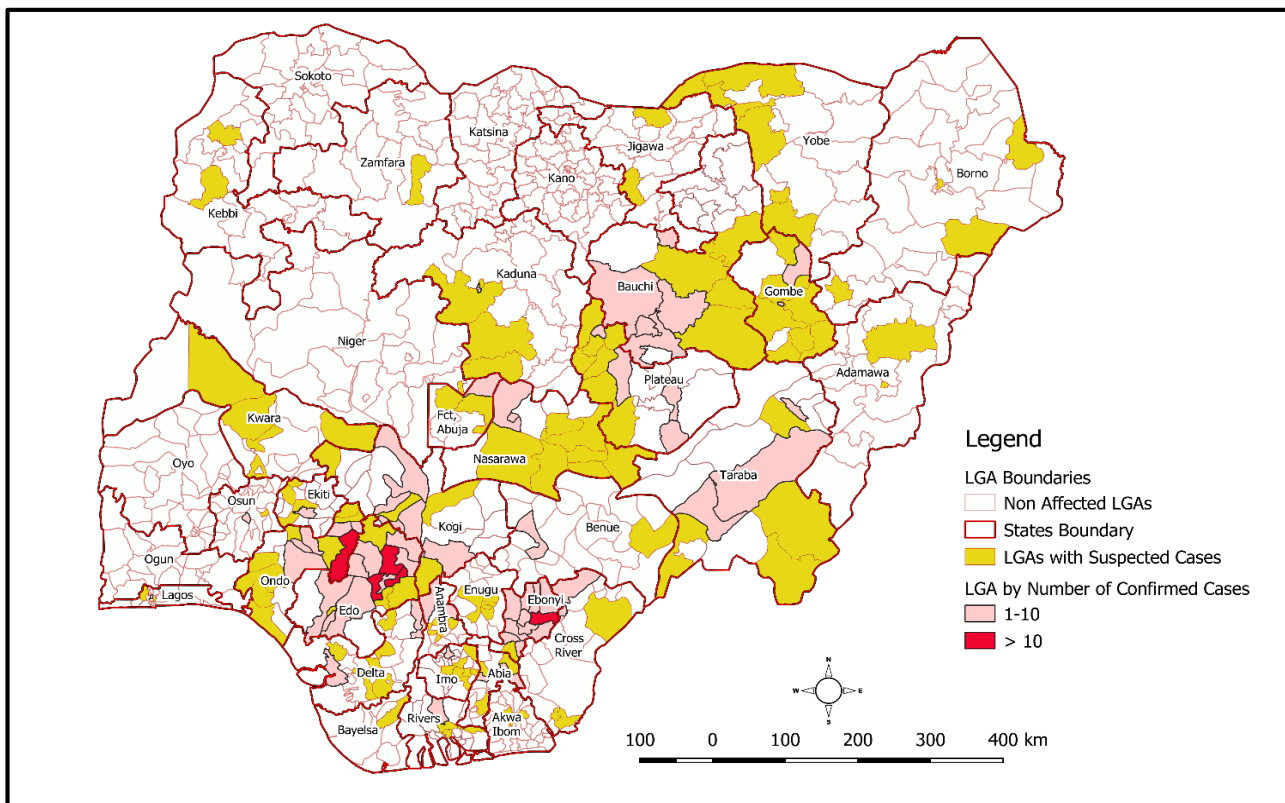 Sokoto
Katsina
Jigawa
Yobe
Zamfara
Kano
Borno
Kebbi
Kaduna
Bauchi
Gombe
Niger
Plateau
Adamawa
Kwara
Fct
Abuja
Nasarawa
Taraba
Oyo
Osun
Ekiti
Kogi
Benue
Ogun
Ondo
Lagos
Edo
Anambra
Enugu
Ebonyi
Cross
River
Delta
Imo
Abia
Bayelsa
Rivers
Akwa
Ibom
Legend
LGA Boundaries
Non Affected LGAs
States Boundary
LGAs with Suspected Cases
LGA by Number of Confirmed Cases
1-10
> 10
N
W E
S
100 0 100 200 300 400 km